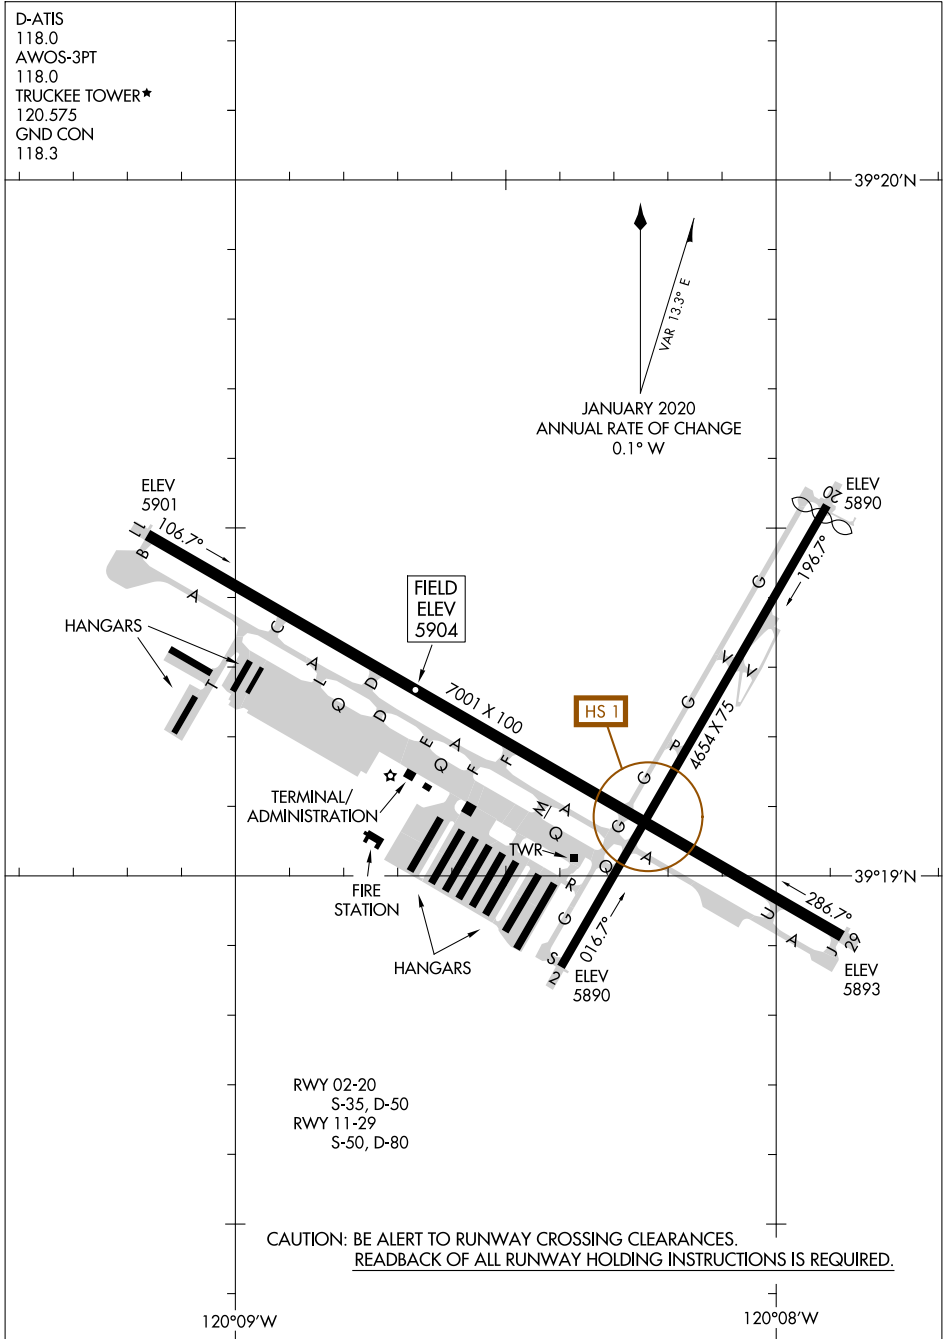 D-ATIS
118.0
AWOS-3PT
118.0
TRUCKEE TOWER★
120.575
GND CON
118.3
39°20'N
VAR 13.3° E
JANUARY 2020
ANNUAL RATE OF CHANGE
0.1° W
ELEV
5901
11
106.7°
B
A
C
HANGARS
T
A
L
Q
D
D
FIELD
ELEV
5904
7001 X 100
E
A
Q
F
F
20
ELEV
5890
196.7°
G
V
V
G
4654 X 75
P
G
HS 1
TERMINAL/
ADMINISTRATION
M
A
Q
G
TWR
Q
A
R
FIRE
STATION
39°19'N
HANGARS
G
016.7°
S
2
ELEV
5890
U
A
286.7°
J
29
ELEV
5893
RWY 02-20
S-35, D-50
RWY 11-29
S-50, D-80
CAUTION: BE ALERT TO RUNWAY CROSSING CLEARANCES.
READBACK OF ALL RUNWAY HOLDING INSTRUCTIONS IS REQUIRED.
120°09'W
120°08'W